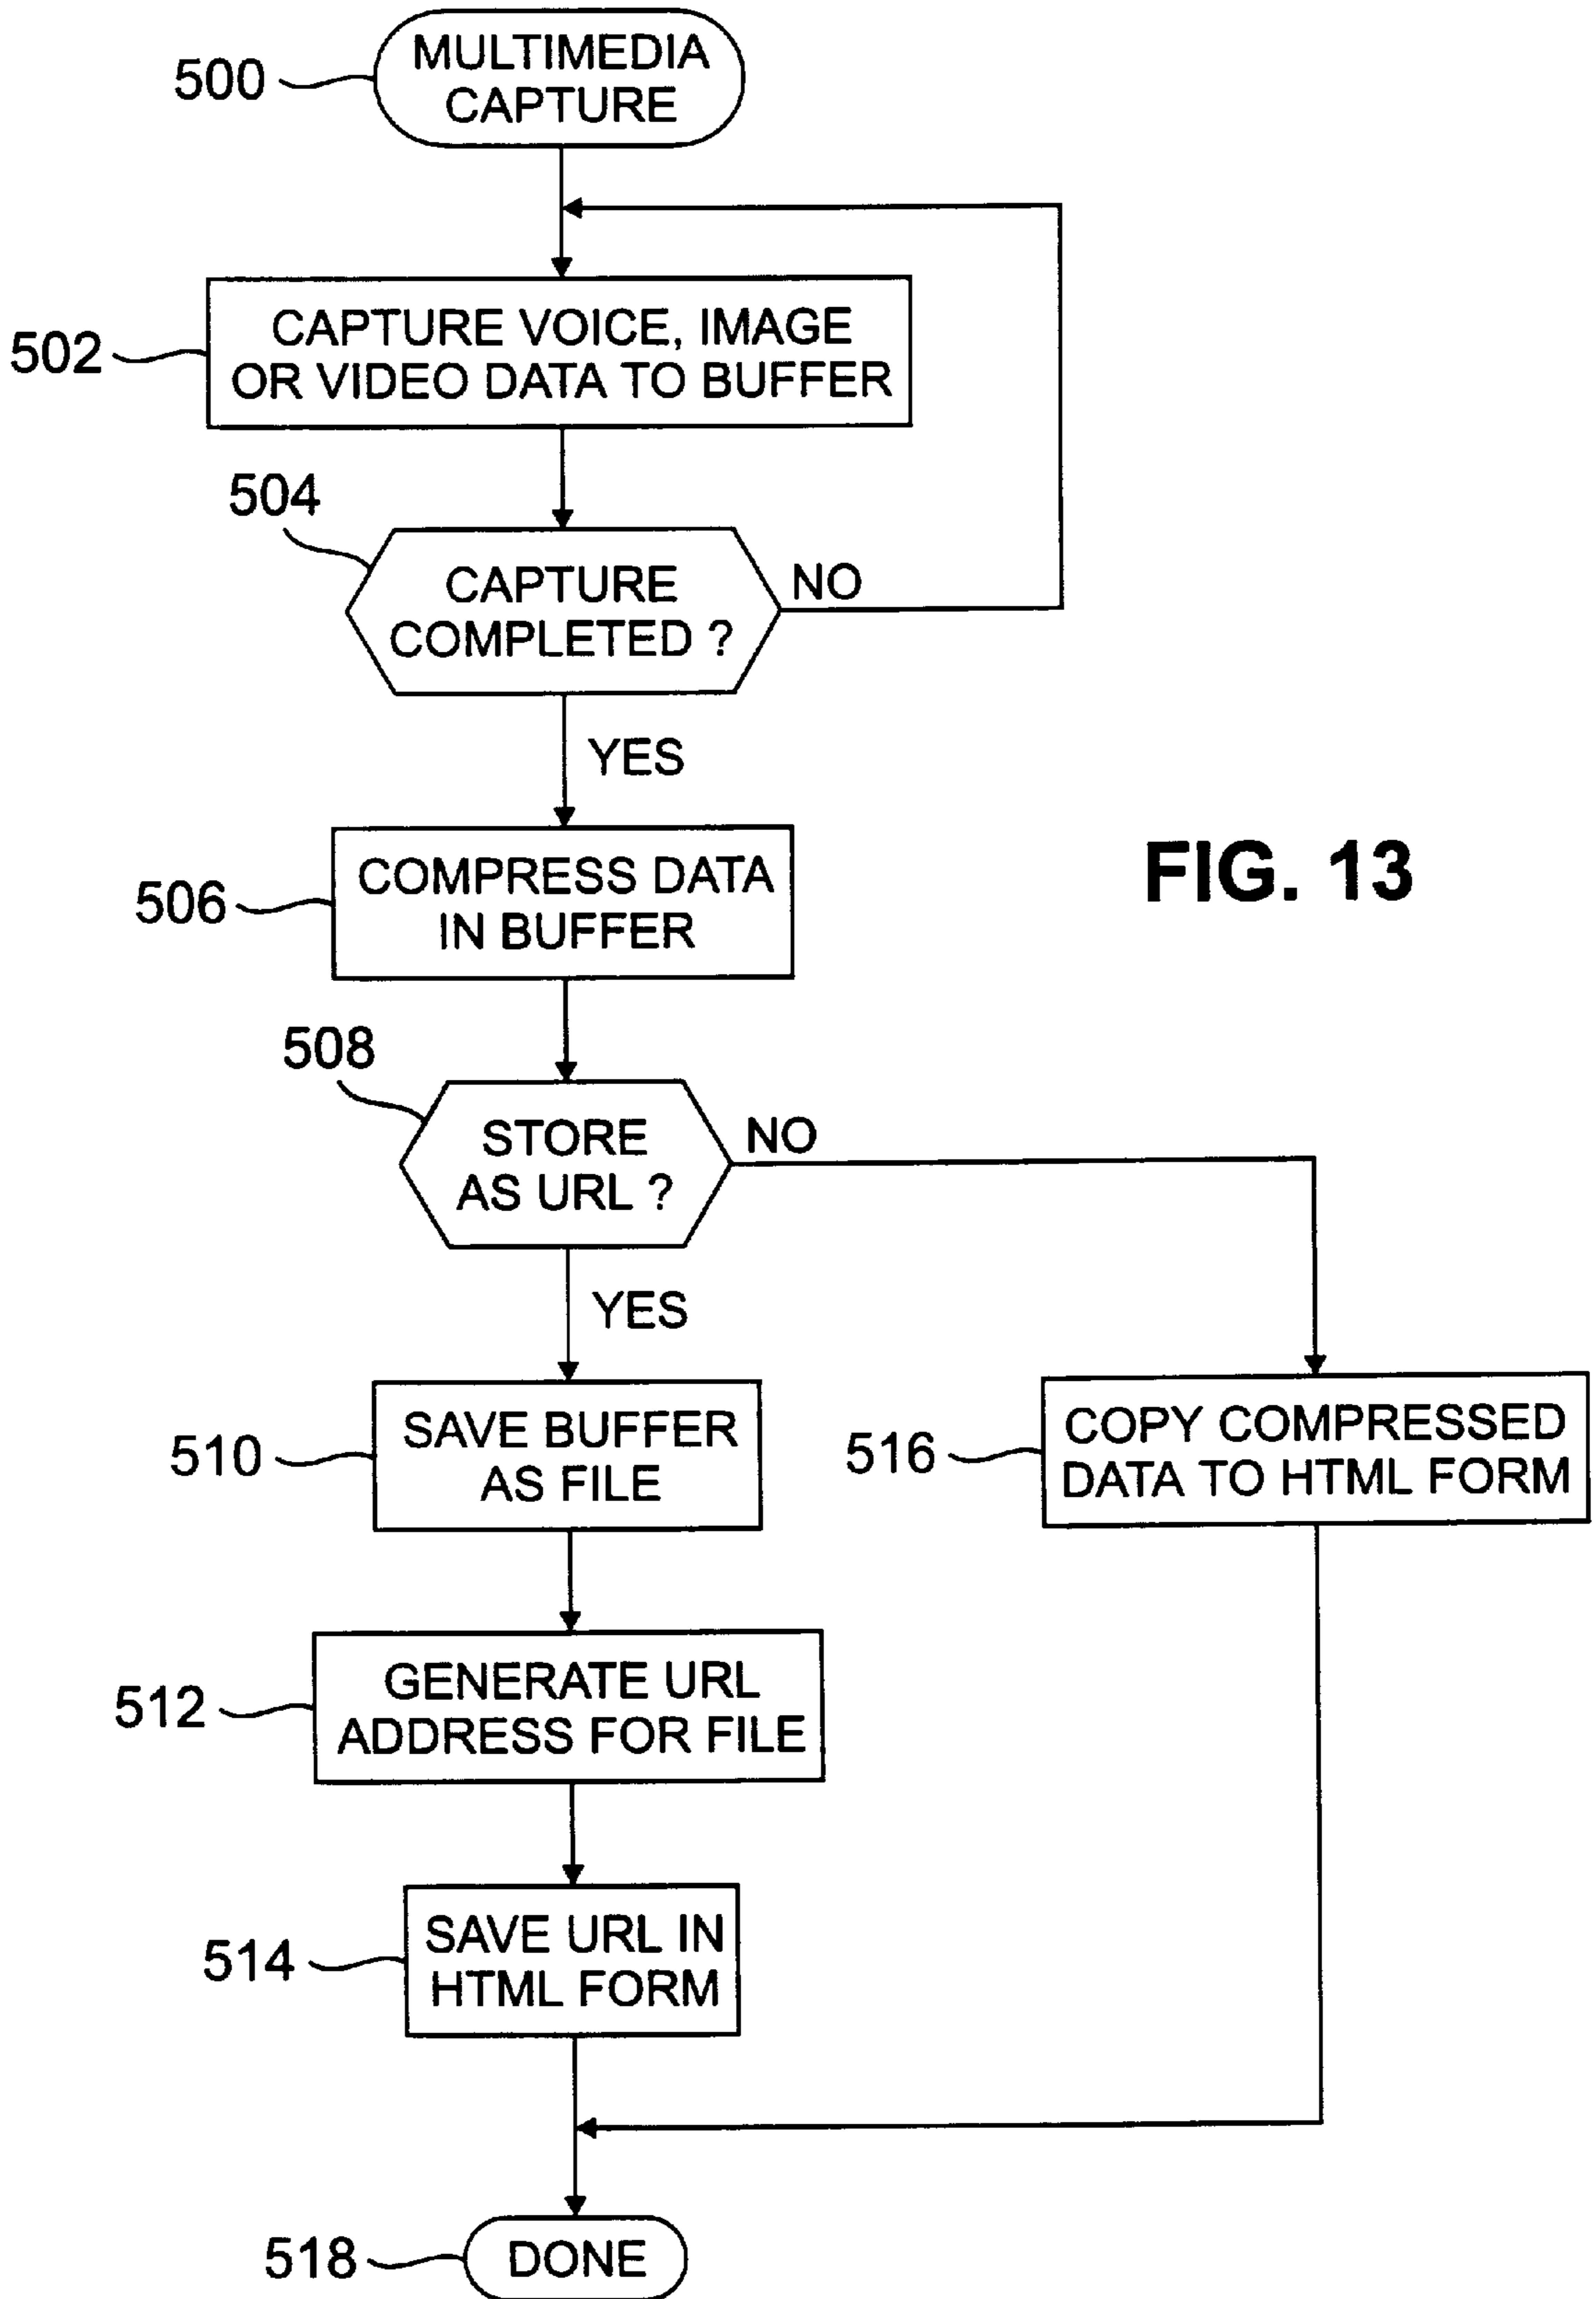 500
MULTIMEDIA
CAPTURE
502
CAPTURE VOICE, IMAGE
OR VIDEO DATA TO BUFFER
504
CAPTURE
COMPLETED ?
NO
YES
506
COMPRESS DATA
IN BUFFER
FIG. 13
508
STORE
AS URL ?
NO
YES
510
SAVE BUFFER
AS FILE
516
COPY COMPRESSED
DATA TO HTML FORM
512
GENERATE URL
ADDRESS FOR FILE
514
SAVE URL IN
HTML FORM
518
DONE